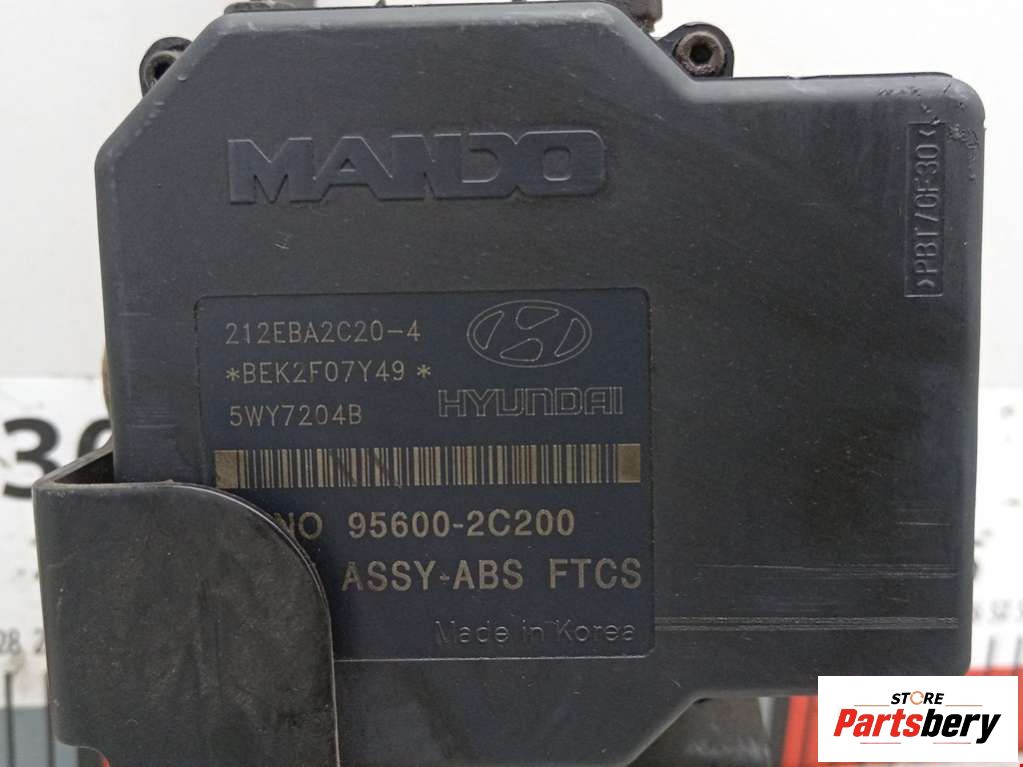 MANDO
>PBT/GF30<
212EBA2C20-4
*BEK2F07Y49*
5WY7204B
HYUNDAI
NO 95600-2C200
ASSY-ABS FTCS
Made in Korea
STORE
Partsbery